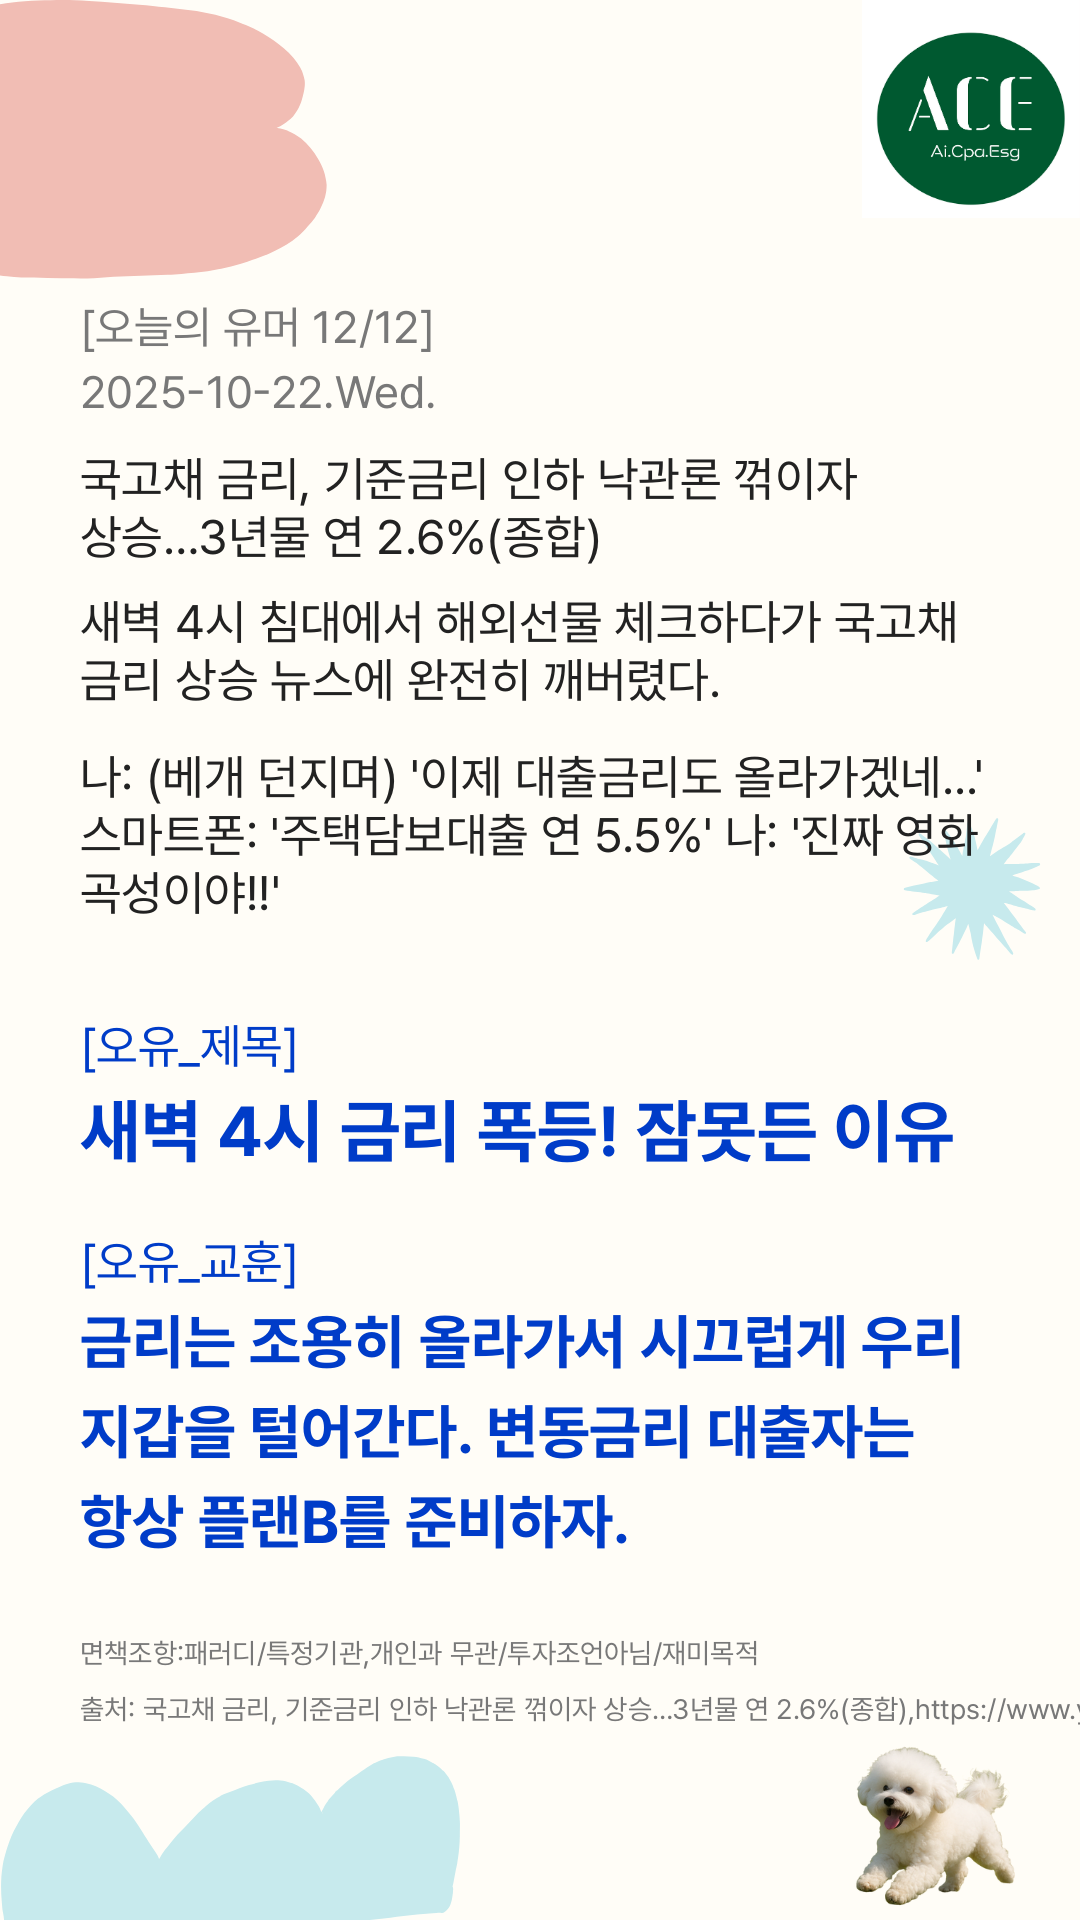 ACE
Ai.Cpa.Esg
[오늘의 유머 12/12]
2025-10-22.Wed.
국고채 금리, 기준금리 인하 낙관론 꺾이자
상승...3년물 연 2.6%(종합)
새벽 4시 침대에서 해외선물 체크하다가 국고채
금리 상승 뉴스에 완전히 깨버렸다.
나: (베개 던지며) '이제 대출금리도 올라가겠네...'
스마트폰: '주택담보대출 연 5.5%' 나: '진짜 영화
곡성이야!!'
[오유_제목]
새벽 4시 금리 폭등! 잠못든 이유
[오유_교훈]
금리는 조용히 올라가서 시끄럽게 우리
지갑을 털어간다. 변동금리 대출자는
항상 플랜B를 준비하자.
면책조항:패러디/특정기관,개인과 무관/투자조언아님/재미목적
출처: 국고채 금리, 기준금리 인하 낙관론 꺾이자 상승...3년물 연 2.6%(종합),https://www.